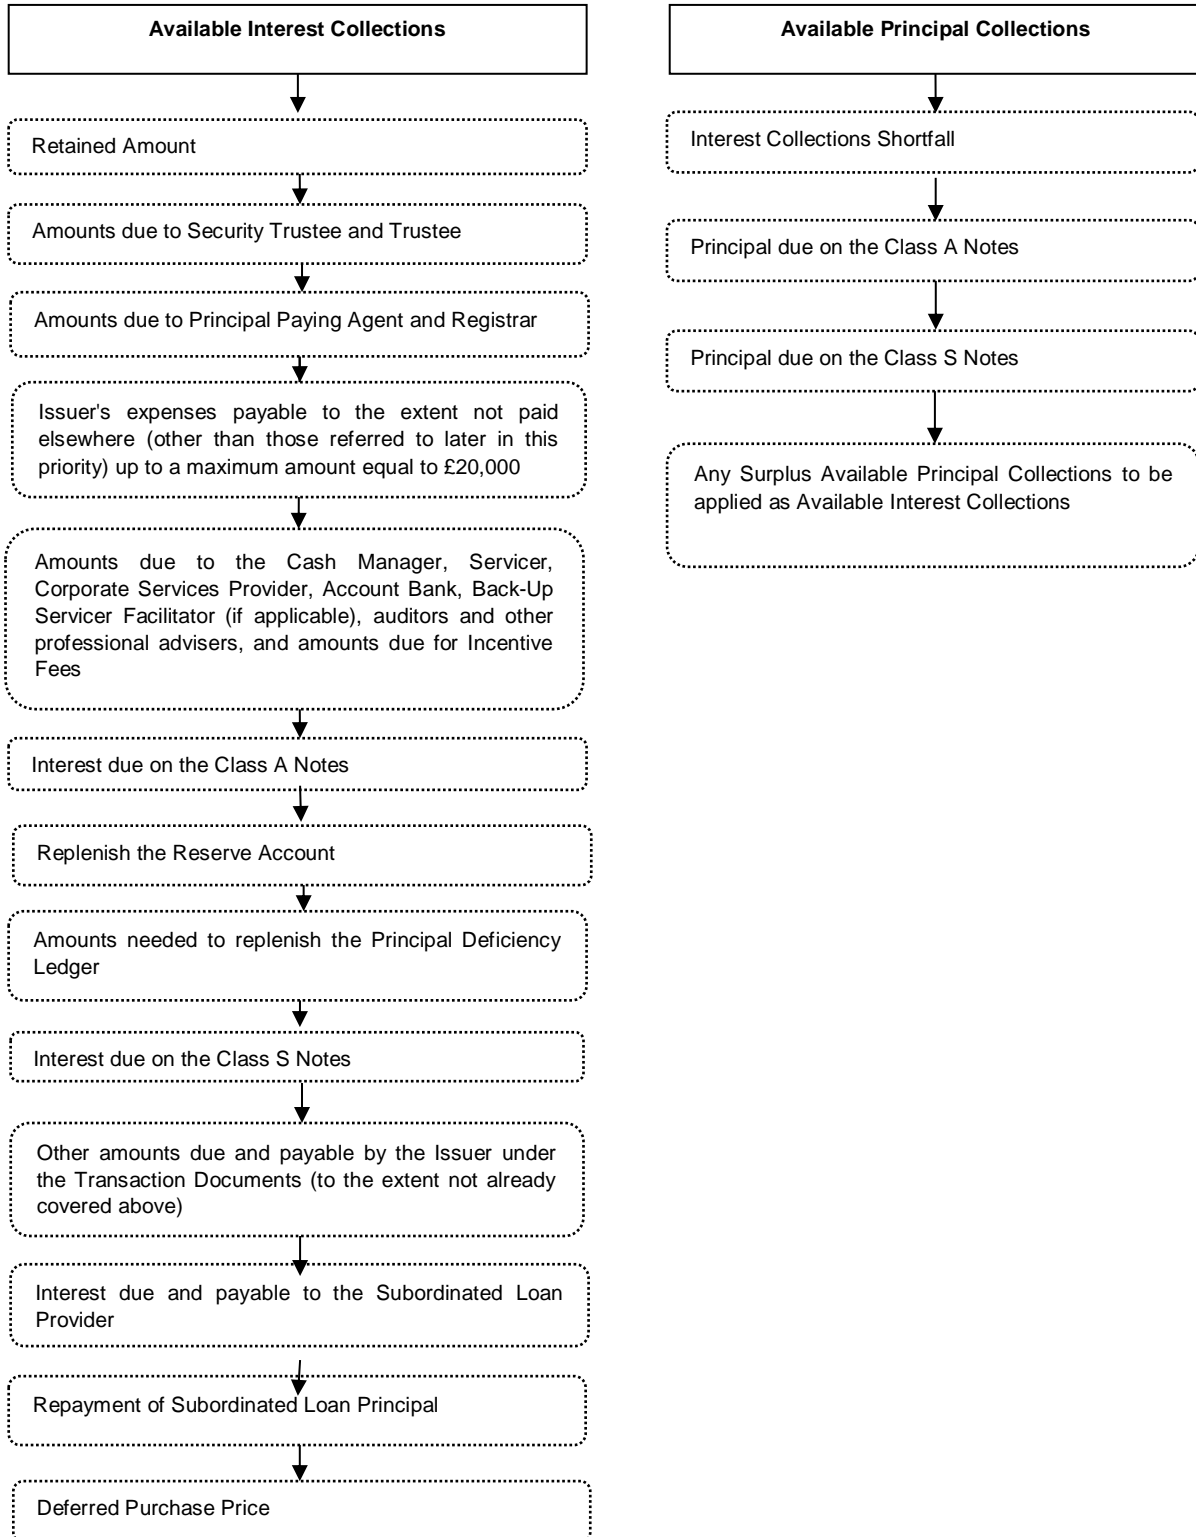 Available Interest Collections
Retained Amount
Amounts due to Security Trustee and Trustee
Amounts due to Principal Paying Agent and Registrar
Issuer's expenses payable to the extent not paid
elsewhere (other than those referred to later in this
priority) up to a maximum amount equal to £20,000
Amounts due to the Cash Manager, Servicer,
Corporate Services Provider, Account Bank, Back-Up
Servicer Facilitator (if applicable), auditors and other
professional advisers, and amounts due for Incentive
Fees
Interest due on the Class A Notes
Replenish the Reserve Account
Amounts needed to replenish the Principal Deficiency
Ledger
Interest due on the Class S Notes
Other amounts due and payable by the Issuer under
the Transaction Documents (to the extent not already
covered above)
Interest due and payable to the Subordinated Loan
Provider
Repayment of Subordinated Loan Principal
Deferred Purchase Price
Available Principal Collections
Interest Collections Shortfall
Principal due on the Class A Notes
Principal due on the Class S Notes
Any Surplus Available Principal Collections to be
applied as Available Interest Collections